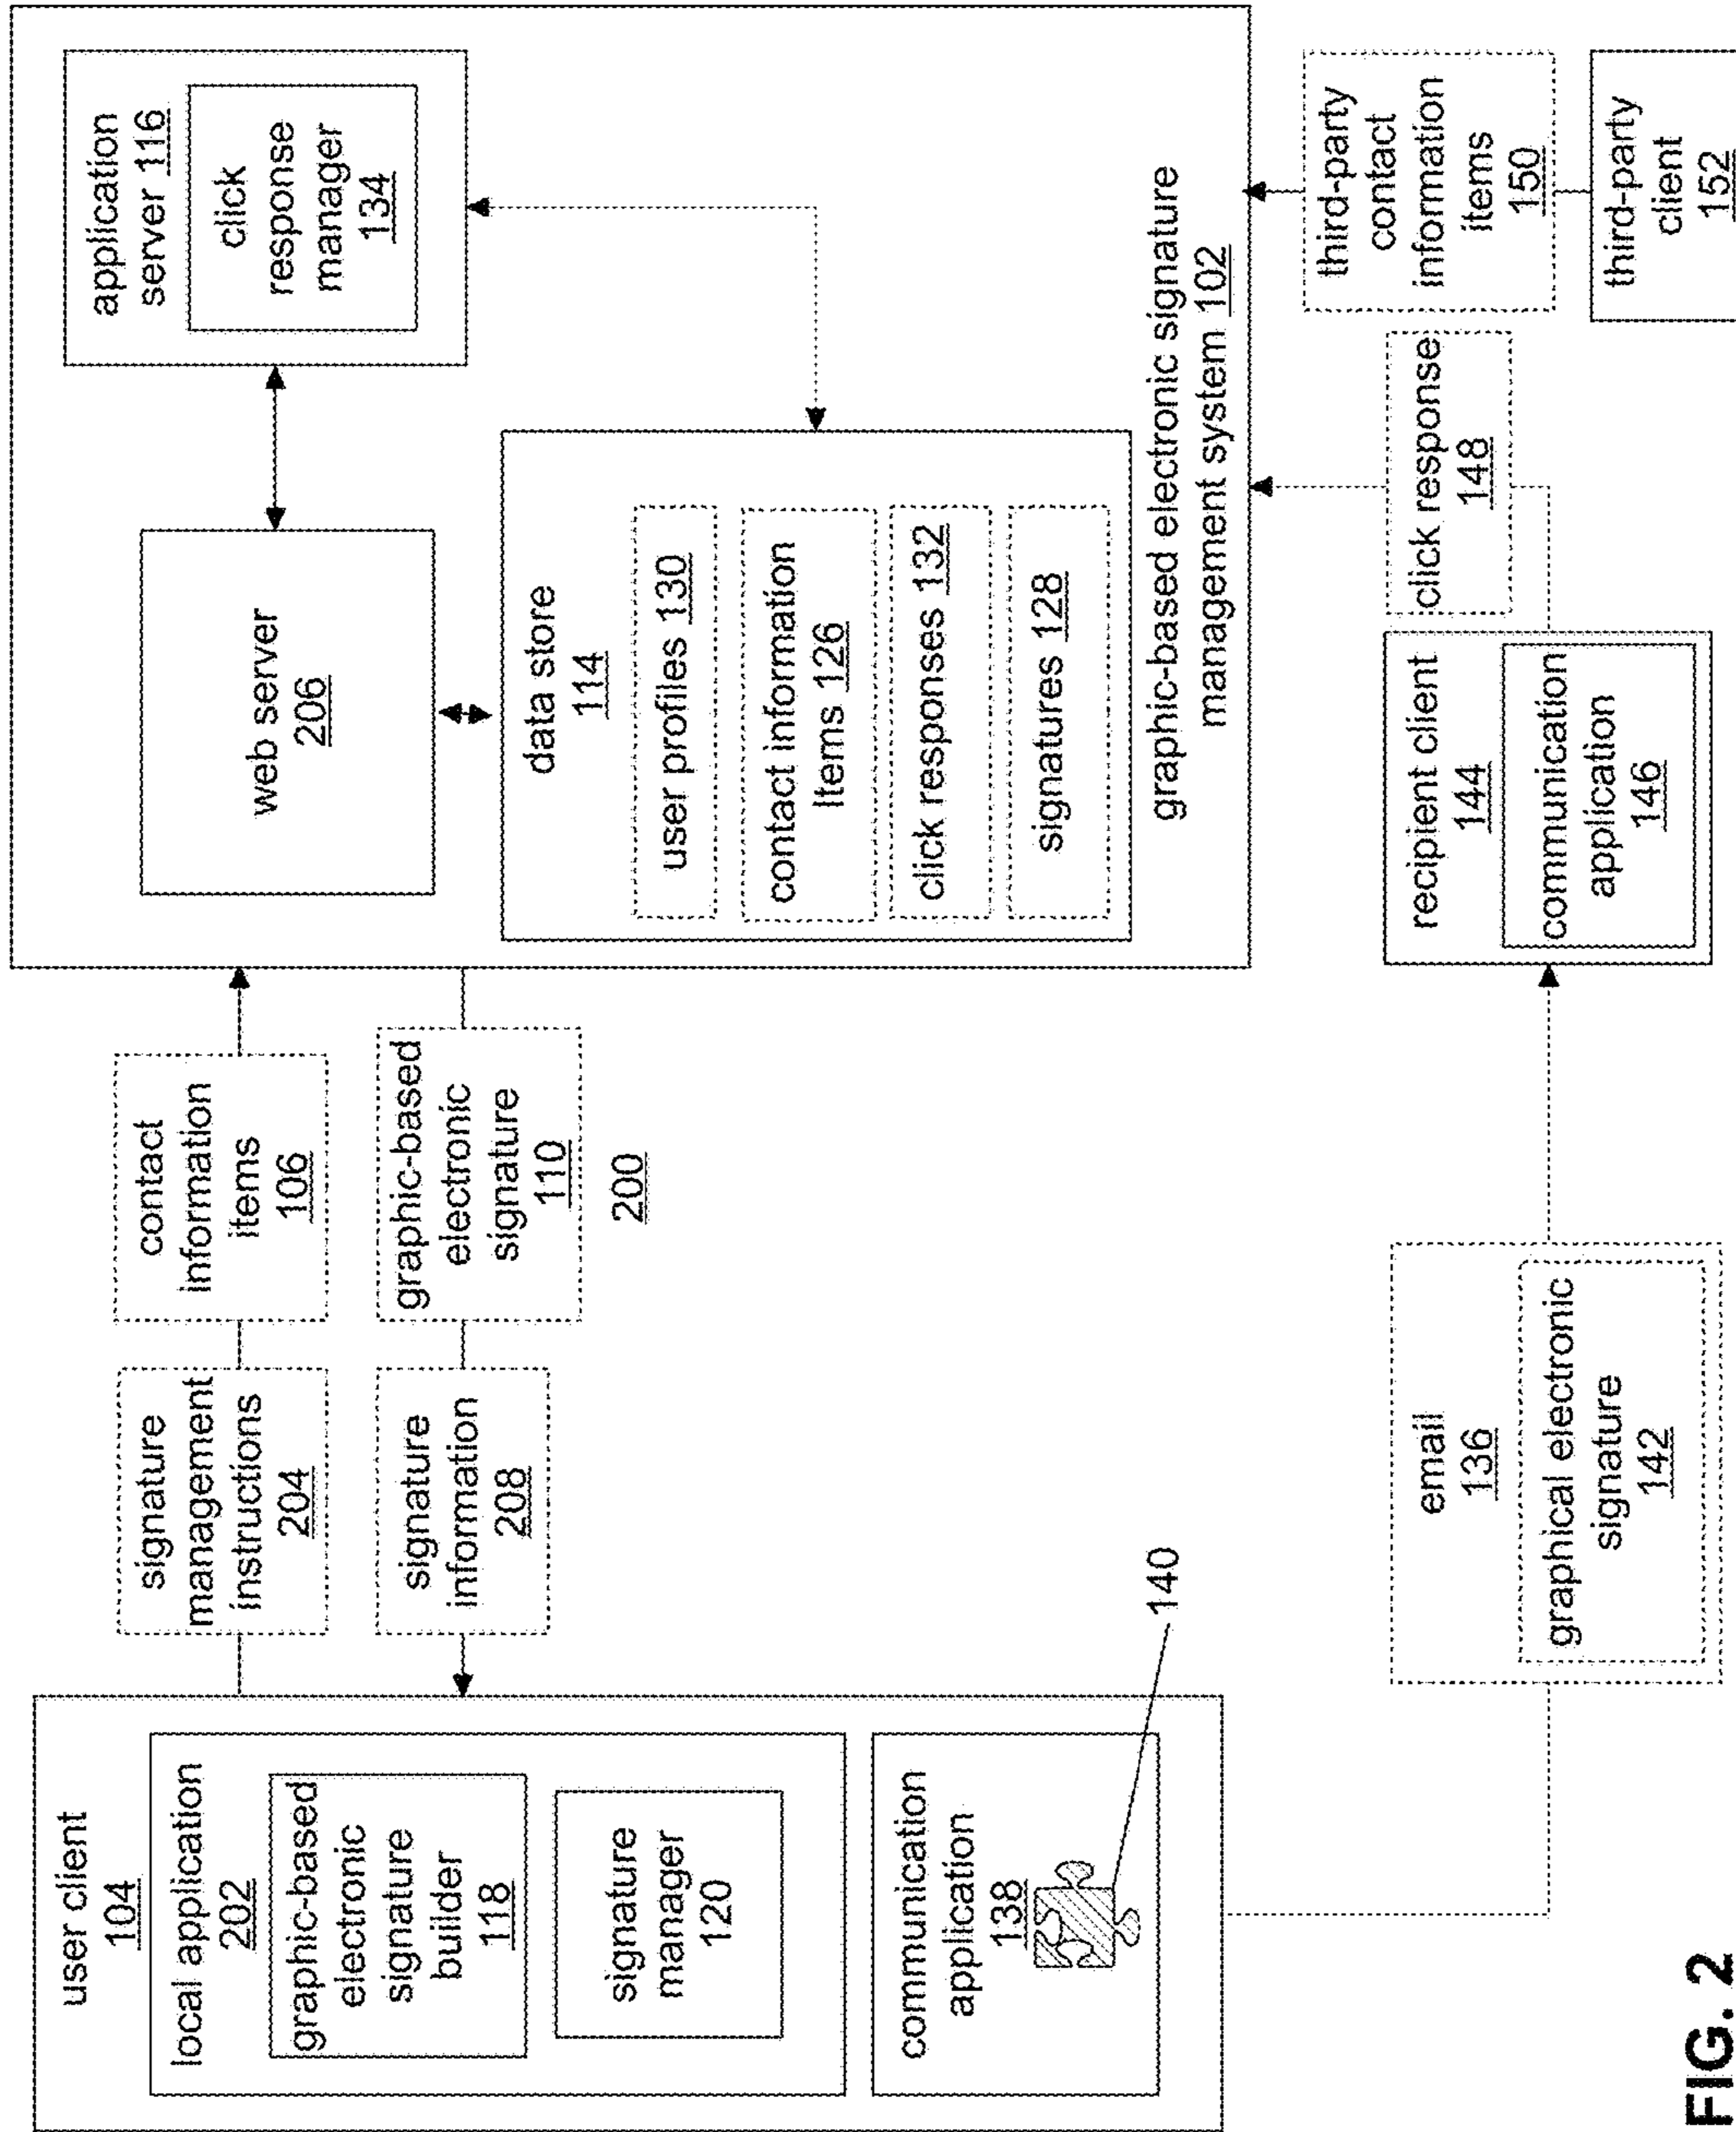 user client
104
local application
202
graphic-based
electronic
signature
builder
118
signature
manager
120
communication
application
138
140
signature
management
instructions
204
contact
information
items
106
signature
information
208
graphic-based
electronic
signature
110
200
web server
206
application
server 116
click
response
manager
134
data store
114
user profiles 130
contact information
Items 126
click responses 132
signatures 128
graphic-based electronic signature
management system 102
email
136
graphical electronic
signature
142
recipient client
144
communication
application
146
click response
148
third-party
contact
information
items
150
third-party
client
152
FIG. 2